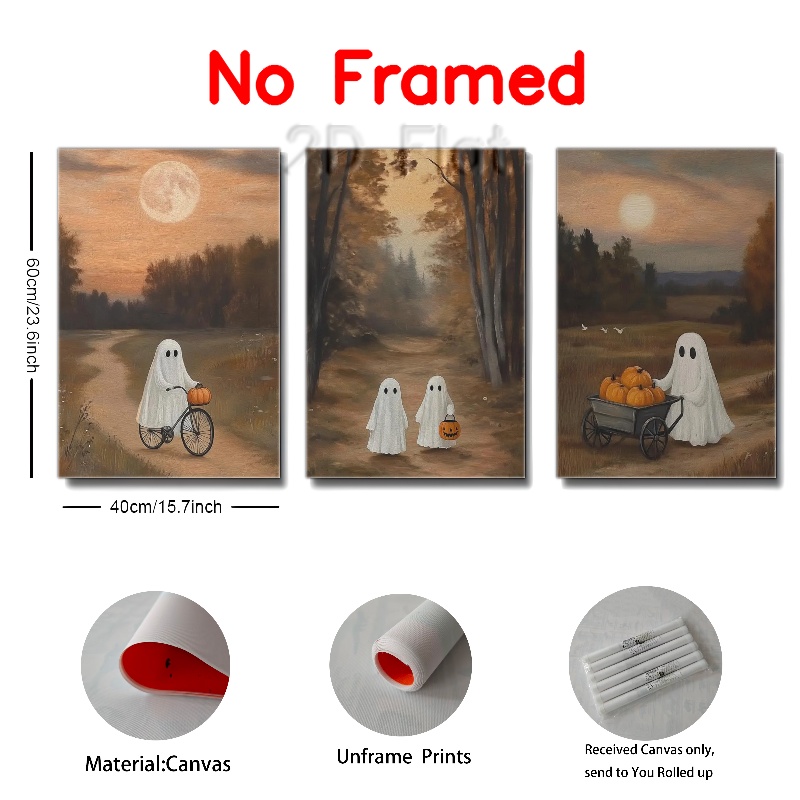 No Framed
2D Flat
60cm/23.6inch
40cm/15.7inch
Material:Canvas
Unframe Prints
Received Canvas only,
send to You Rolled up